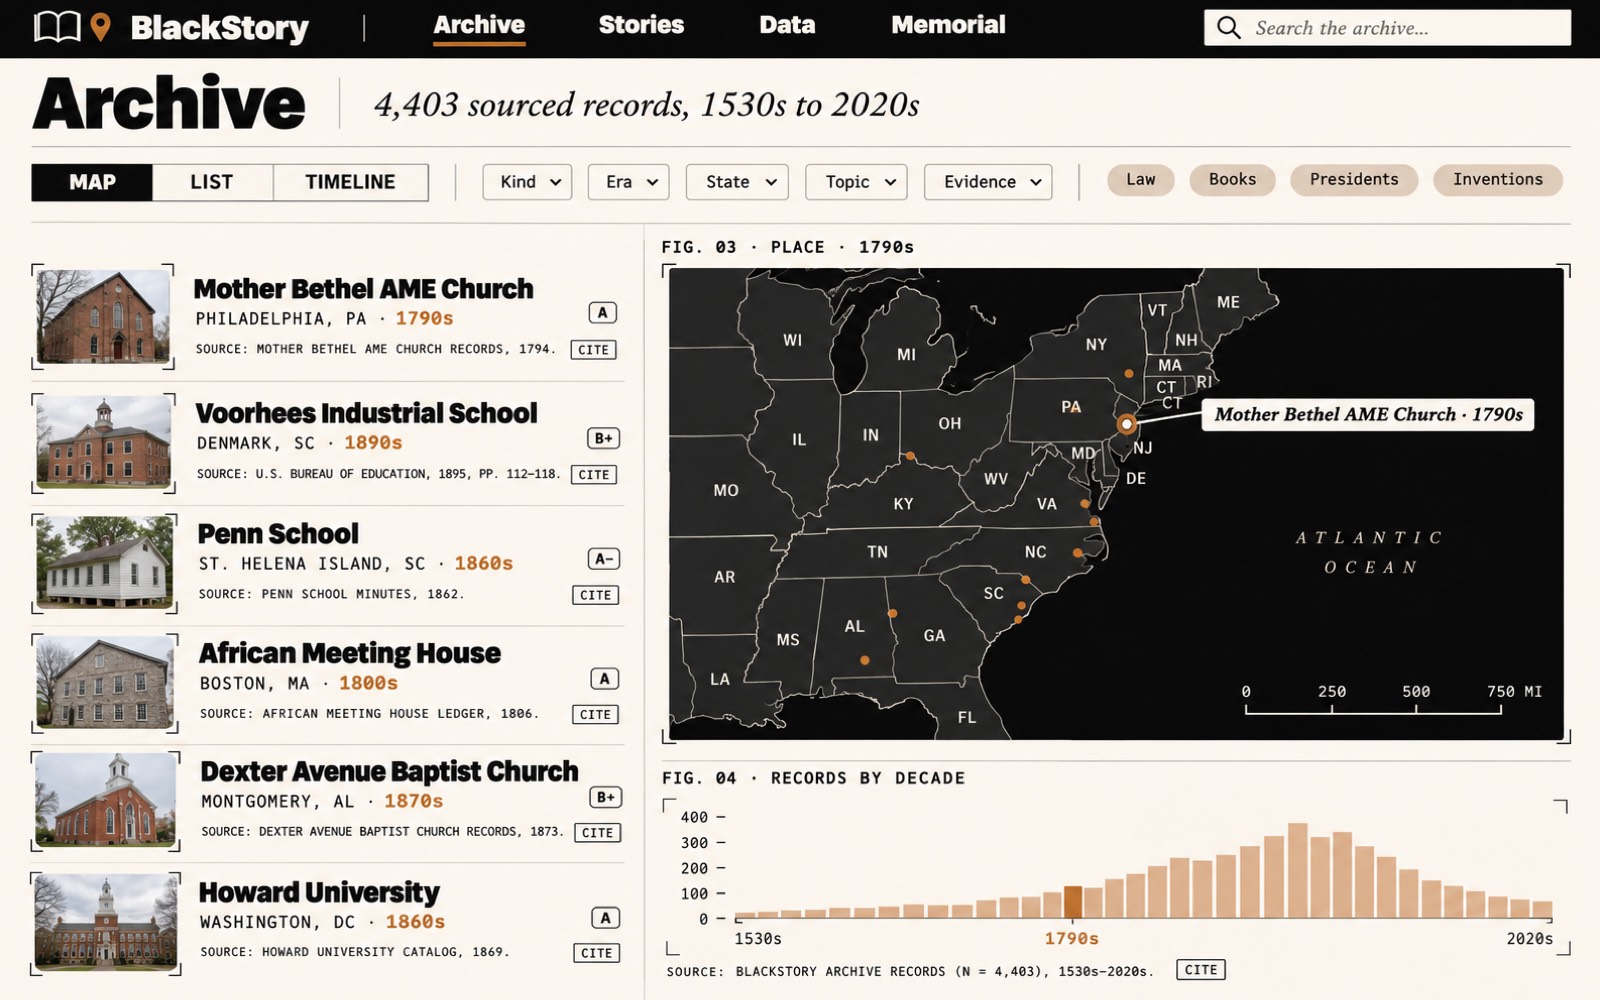 BlackStory
Archive
Stories
Data
Memorial
Search the archive...
Archive
4,403 sourced records, 1530s to 2020s
MAP
LIST
TIMELINE
Kind
Era
State
Topic
Evidence
Law
Books
Presidents
Inventions
Mother Bethel AME Church
PHILADELPHIA, PA · 1790s
A
SOURCE: MOTHER BETHEL AME CHURCH RECORDS, 1794.
CITE
Voorhees Industrial School
DENMARK, SC · 1890s
B+
SOURCE: U.S. BUREAU OF EDUCATION, 1895, PP. 112–118.
CITE
Penn School
ST. HELENA ISLAND, SC · 1860s
A–
SOURCE: PENN SCHOOL MINUTES, 1862.
CITE
African Meeting House
BOSTON, MA · 1800s
A
SOURCE: AFRICAN MEETING HOUSE LEDGER, 1806.
CITE
Dexter Avenue Baptist Church
MONTGOMERY, AL · 1870s
B+
SOURCE: DEXTER AVENUE BAPTIST CHURCH RECORDS, 1873.
CITE
Howard University
WASHINGTON, DC · 1860s
A
SOURCE: HOWARD UNIVERSITY CATALOG, 1869.
CITE
FIG. 03 · PLACE · 1790s
ME
VT
NH
WI
MI
NY
MA
RI
CT
CT
PA
Mother Bethel AME Church · 1790s
OH
IN
IL
NJ
MD
DE
WV
MO
KY
VA
ATLANTIC
OCEAN
TN
NC
AR
SC
AL
GA
MS
LA
FL
0 250 500 750 MI
FIG. 04 · RECORDS BY DECADE
400
300
200
100
0
1530s
1790s
2020s
SOURCE: BLACKSTORY ARCHIVE RECORDS (N = 4,403), 1530s–2020s.
CITE